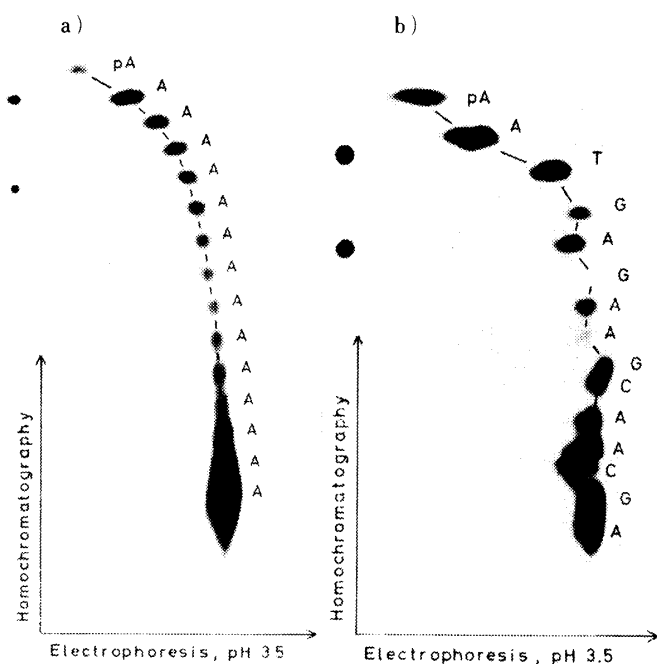 a)
pA
A
A
A
A
A
A
A
A
A
A
A
A
A
A
Homochromatography
Electrophoresis, pH 3 5
b)
pA
A
T
G
A
G
A
A
G
C
A
A
C
G
A
Homochromatography
Electrophoresis, pH 3.5